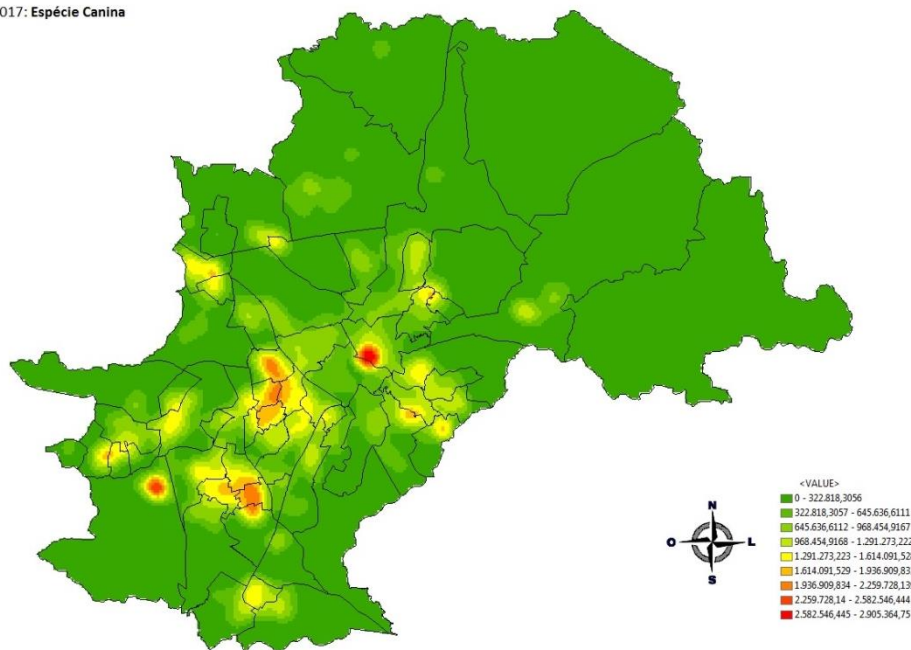 017: Espécie Canina
N
O
L
S
<VALUE>
0 - 322.818,3056
322.818,3057 - 645.636,6111
645.636,6112 - 968.454,9167
968.454,9168 - 1.291.273,222
1.291.273,223 - 1.614.091,528
1.614.091,529 - 1.936.909,83
1.936.909,834 - 2.259.728,13
2.259.728,14 - 2.582.546,444
2.582.546,445 - 2.905.364,75